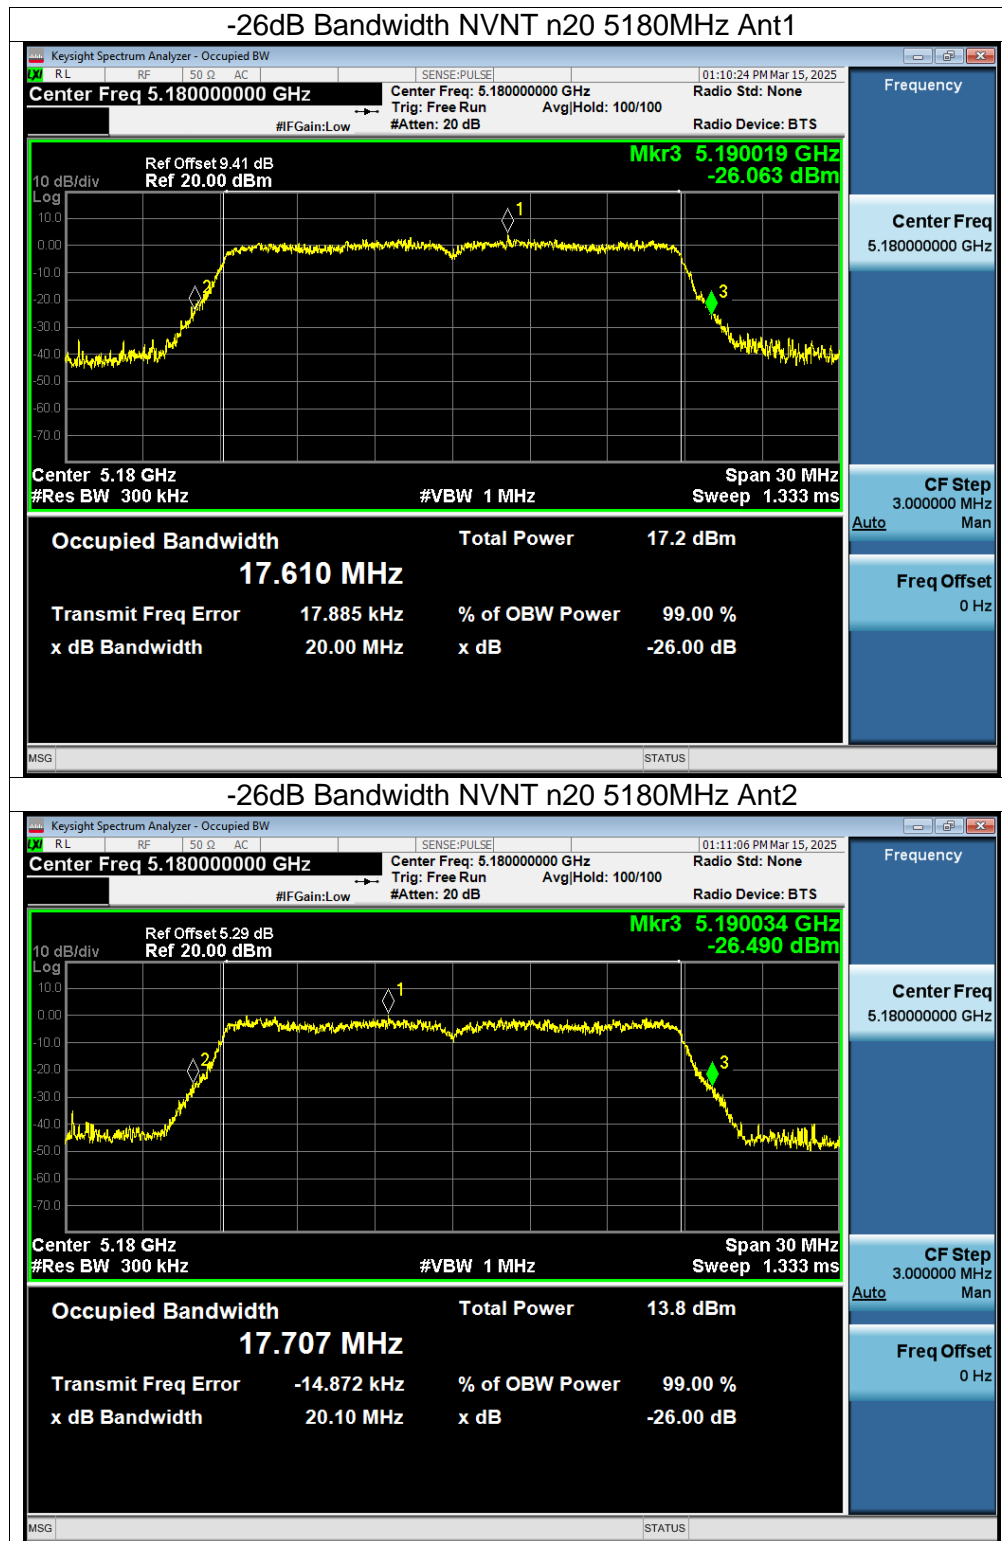 -26dB Bandwidth NVNT n20 5180MHz Ant1
Keysight Spectrum Analyzer - Occupied BW
LXI RL RF 50 Ω AC SENSE:PULSE 01:10:24 PM Mar 15, 2025
Center Freq 5.180000000 GHz
Center Freq: 5.180000000 GHz
Radio Std: None
Trig: Free Run Avg|Hold: 100/100
#IFGain:Low #Atten: 20 dB Radio Device: BTS
Frequency
Mkr3 5.190019 GHz
-26.063 dBm
Ref Offset 9.41 dB
10 dB/div Ref 20.00 dBm
Log
10.0
0.00
-10.0
-20.0
-30.0
-40.0
-50.0
-60.0
-70.0
1
2
3
Center 5.18 GHz Span 30 MHz
#Res BW 300 kHz #VBW 1 MHz Sweep 1.333 ms
Center Freq
5.180000000 GHz
CF Step
3.000000 MHz
Auto Man
Freq Offset
0 Hz
Occupied Bandwidth Total Power 17.2 dBm
17.610 MHz
Transmit Freq Error 17.885 kHz % of OBW Power 99.00 %
x dB Bandwidth 20.00 MHz x dB -26.00 dB
MSG STATUS
-26dB Bandwidth NVNT n20 5180MHz Ant2
Keysight Spectrum Analyzer - Occupied BW
LXI RL RF 50 Ω AC SENSE:PULSE 01:11:06 PM Mar 15, 2025
Center Freq 5.180000000 GHz
Center Freq: 5.180000000 GHz
Radio Std: None
Trig: Free Run Avg|Hold: 100/100
#IFGain:Low #Atten: 20 dB Radio Device: BTS
Frequency
Mkr3 5.190034 GHz
-26.490 dBm
Ref Offset 5.29 dB
10 dB/div Ref 20.00 dBm
Log
10.0
0.00
-10.0
-20.0
-30.0
-40.0
-50.0
-60.0
-70.0
1
2
3
Center 5.18 GHz Span 30 MHz
#Res BW 300 kHz #VBW 1 MHz Sweep 1.333 ms
Center Freq
5.180000000 GHz
CF Step
3.000000 MHz
Auto Man
Freq Offset
0 Hz
Occupied Bandwidth Total Power 13.8 dBm
17.707 MHz
Transmit Freq Error -14.872 kHz % of OBW Power 99.00 %
x dB Bandwidth 20.10 MHz x dB -26.00 dB
MSG STATUS